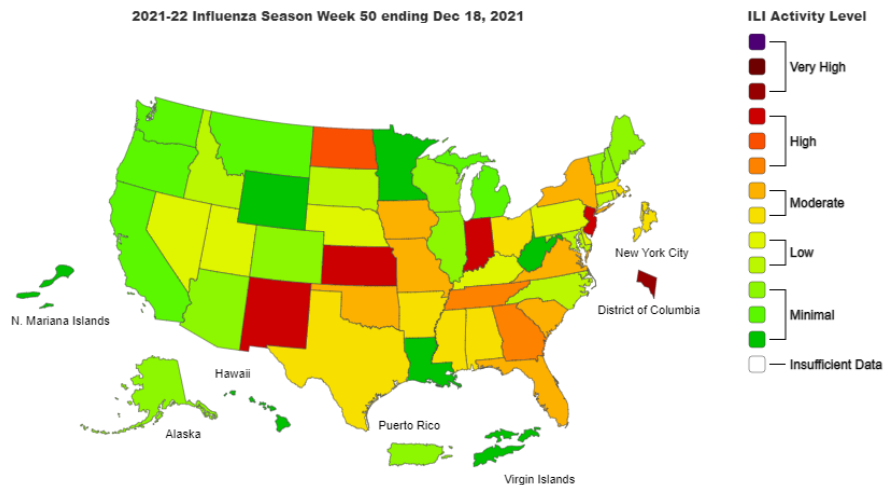 2021-22 Influenza Season Week 50 ending Dec 18, 2021
ILI Activity Level
Very High
High
Moderate
Low
Minimal
Insufficient Data
New York City
District of Columbia
N. Mariana Islands
Hawaii
Alaska
Puerto Rico
Virgin Islands